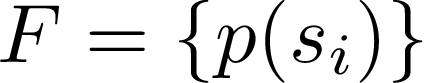 F = {p(s_i)}